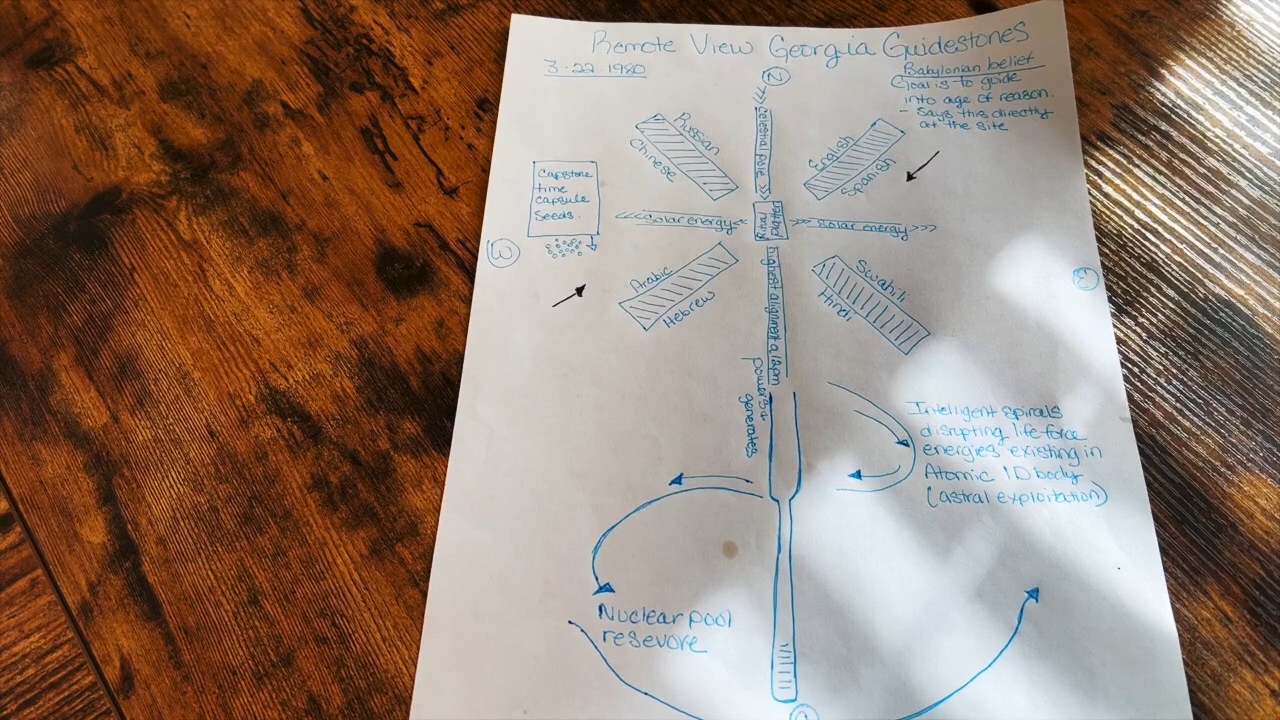 Remote View Georgia Guidestones
3-22-1980
N
Babylonian belief
Goal is to guide
into age of reason.
- says this directly
at the site
celestial pole
Russian
Chinese
English
Spanish
Capstone
time
capsule
seeds.
solar energy
solar energy
Arabic
Hebrew
Swahili
Hindi
highest alignment
power
generates
Intelligent spirals
disrupting life force
energies existing in
Atomic 1D body
(astral exploitation)
Nuclear pool
resevore